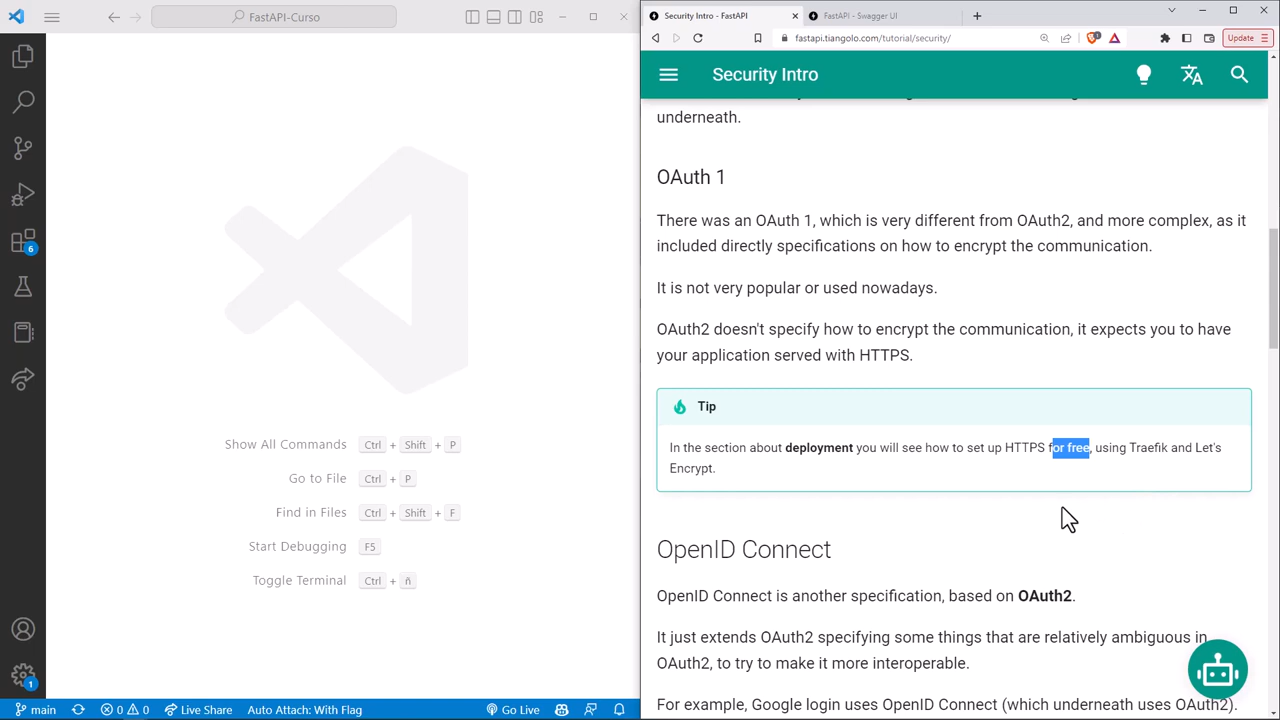 FastAPI-Curso
Show All Commands Ctrl + Shift + P
Go to File Ctrl + P
Find in Files Ctrl + Shift + F
Start Debugging F5
Toggle Terminal Ctrl + ñ
6
1
main 0 0 Live Share Auto Attach: With Flag Go Live
Security Intro - FastAPI
FastAPI - Swagger UI
fastapi.tiangolo.com/tutorial/security/
1
Update
Security Intro
underneath.
OAuth 1
There was an OAuth 1, which is very different from OAuth2, and more complex, as it
included directly specifications on how to encrypt the communication.
It is not very popular or used nowadays.
OAuth2 doesn't specify how to encrypt the communication, it expects you to have
your application served with HTTPS.
Tip
In the section about deployment you will see how to set up HTTPS for free, using Traefik and Let's
Encrypt.
OpenID Connect
OpenID Connect is another specification, based on OAuth2.
It just extends OAuth2 specifying some things that are relatively ambiguous in
OAuth2, to try to make it more interoperable.
For example, Google login uses OpenID Connect (which underneath uses OAuth2).